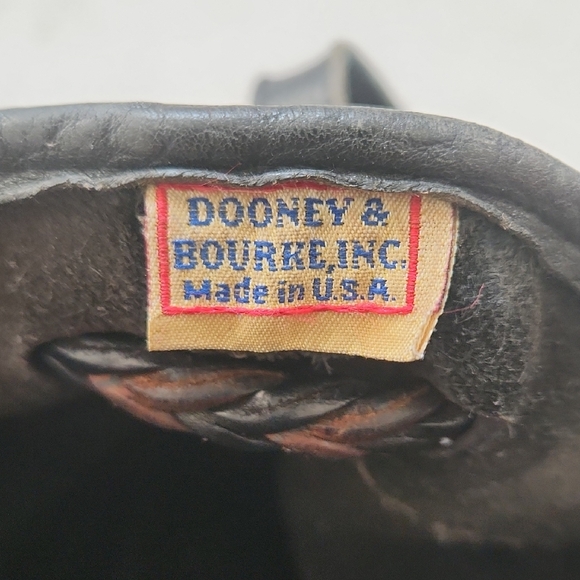 DOONEY &
BOURKE, INC.
Made in U.S.A.